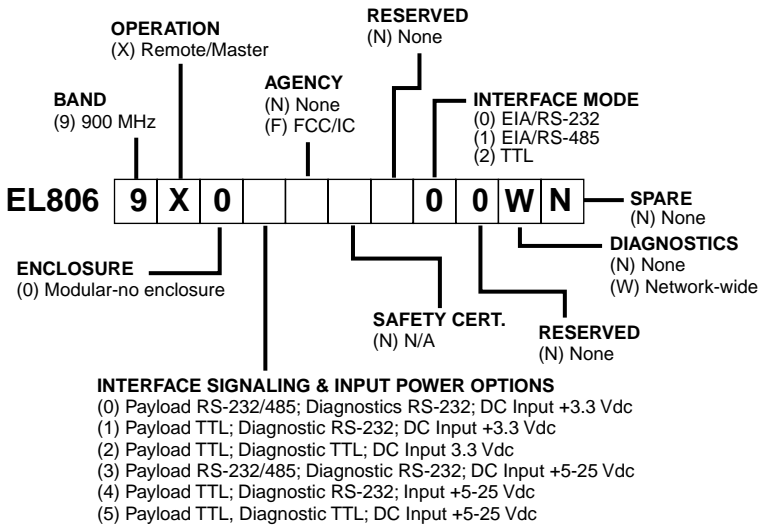 OPERATION
(X) Remote/Master
RESERVED
(N) None
BAND
(9) 900 MHz
AGENCY
(N) None
(F) FCC/IC
INTERFACE MODE
(0) EIA/RS-232
(1) EIA/RS-485
(2) TTL
EL806 9 X 0 0 0 W N
SPARE
(N) None
DIAGNOSTICS
(N) None
(W) Network-wide
ENCLOSURE
(0) Modular-no enclosure
SAFETY CERT.
(N) N/A
RESERVED
(N) None
INTERFACE SIGNALING & INPUT POWER OPTIONS
(0) Payload RS-232/485; Diagnostics RS-232; DC Input +3.3 Vdc
(1) Payload TTL; Diagnostic RS-232; DC Input +3.3 Vdc
(2) Payload TTL; Diagnostic TTL; DC Input 3.3 Vdc
(3) Payload RS-232/485; Diagnostic RS-232; DC Input +5-25 Vdc
(4) Payload TTL; Diagnostic RS-232; Input +5-25 Vdc
(5) Payload TTL, Diagnostic TTL; DC Input +5-25 Vdc